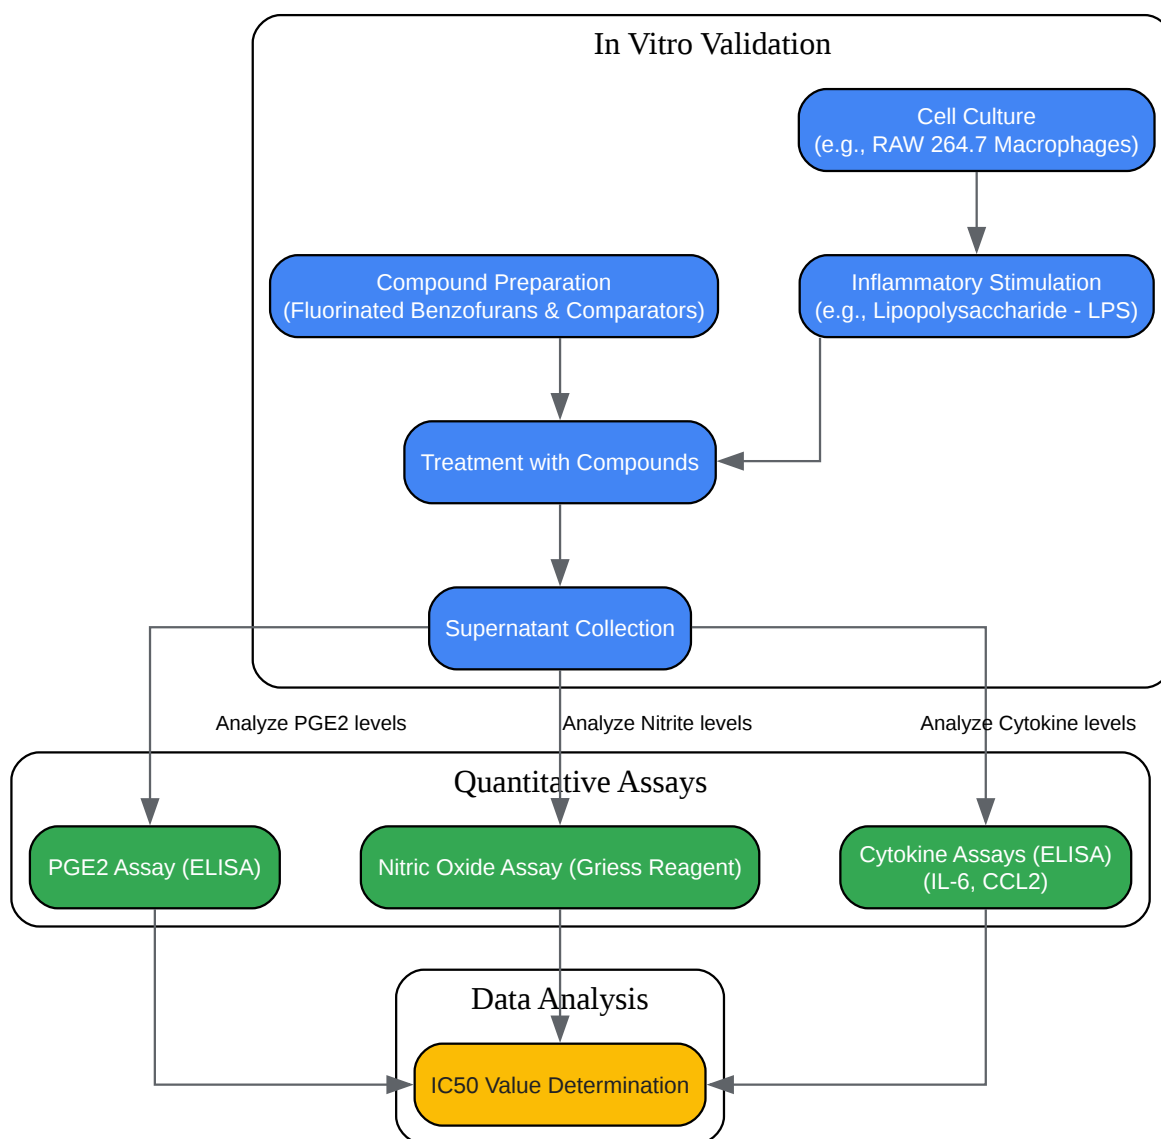 In Vitro Validation
Cell Culture
(e.g., RAW 264.7 Macrophages)
Compound Preparation
(Fluorinated Benzofurans & Comparators)
Inflammatory Stimulation
(e.g., Lipopolysaccharide - LPS)
Treatment with Compounds
Supernatant Collection
Analyze PGE2 levels
Analyze Nitrite levels
Analyze Cytokine levels
Quantitative Assays
PGE2 Assay (ELISA)
Nitric Oxide Assay (Griess Reagent)
Cytokine Assays (ELISA)
(IL-6, CCL2)
Data Analysis
IC50 Value Determination